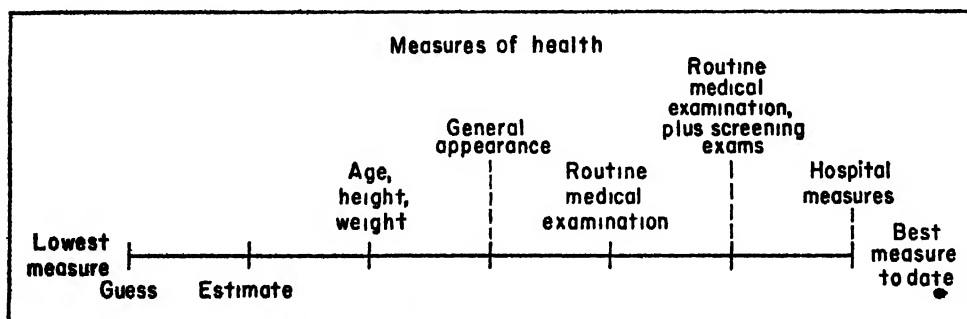 Measures of health
Routine
medical
examination,
plus screening
exams
General
appearance
Age,
height,
weight
Routine
medical
examination
Hospital
measures
Lowest
measure
Best
measure
to date
Guess
Estimate